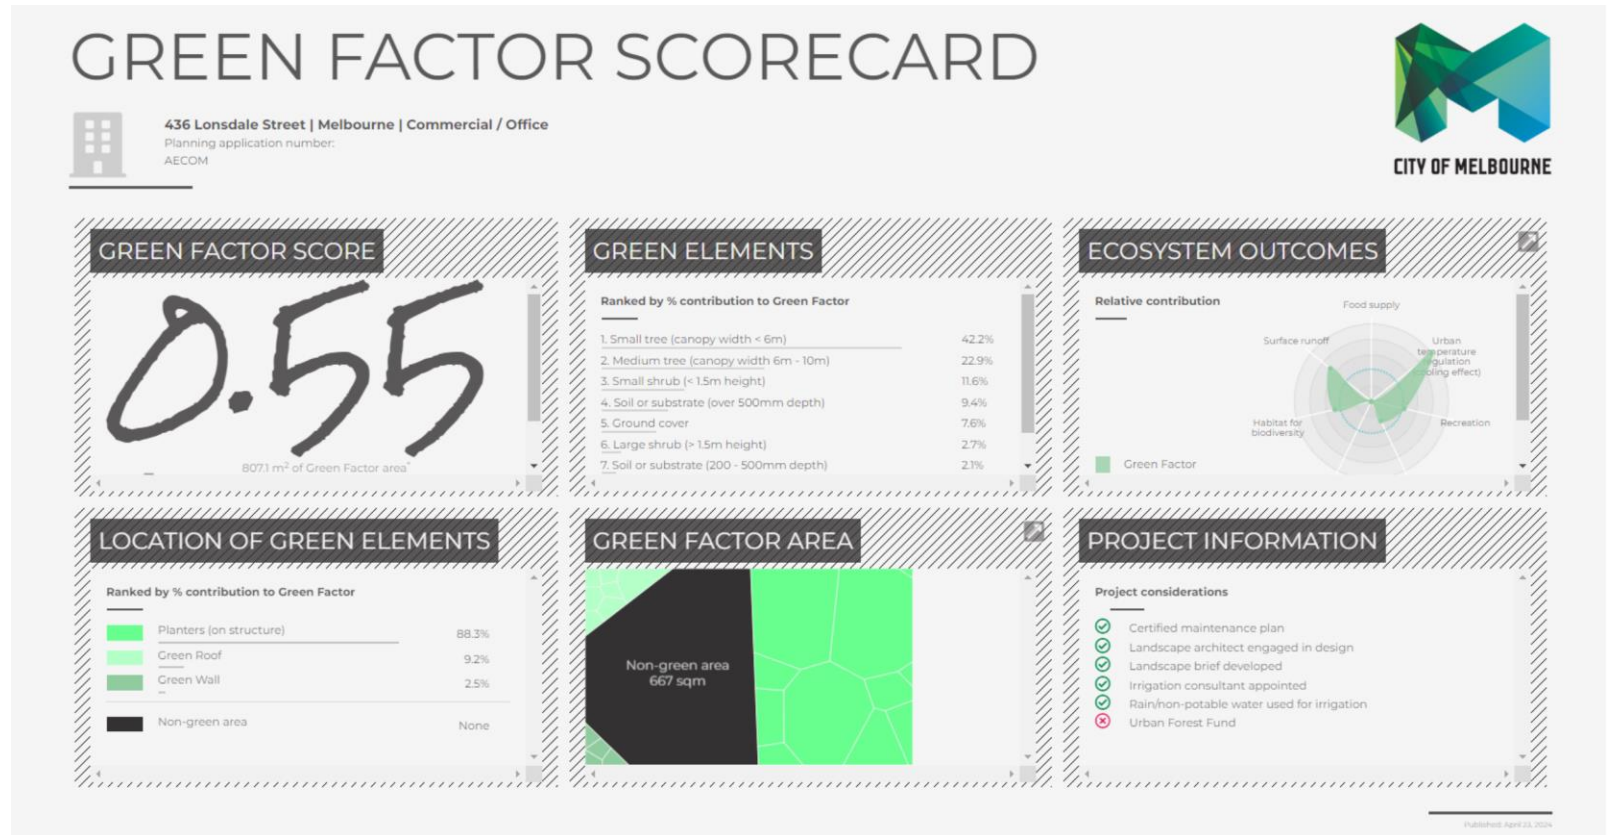 GREEN FACTOR SCORECARD
436 Lonsdale Street | Melbourne | Commercial / Office
Planning application number:
AECOM
CITY OF MELBOURNE
GREEN FACTOR SCORE
0.55
807.1 m² of Green Factor area*
GREEN ELEMENTS
Ranked by % contribution to Green Factor
1. Small tree (canopy width < 6m) 42.2%
2. Medium tree (canopy width 6m - 10m) 22.9%
3. Small shrub (< 1.5m height) 11.6%
4. Soil or substrate (over 500mm depth) 9.4%
5. Ground cover 7.6%
6. Large shrub (> 1.5m height) 2.7%
7. Soil or substrate (200 - 500mm depth) 2.1%
ECOSYSTEM OUTCOMES
Relative contribution
Food supply
Surface runoff
Urban
temperature
regulation
(cooling effect)
Habitat for
biodiversity
Recreation
Green Factor
LOCATION OF GREEN ELEMENTS
Ranked by % contribution to Green Factor
Planters (on structure) 88.3%
Green Roof 9.2%
Green Wall 2.5%
Non-green area None
GREEN FACTOR AREA
Non-green area
667 sqm
PROJECT INFORMATION
Project considerations
Certified maintenance plan
Landscape architect engaged in design
Landscape brief developed
Irrigation consultant appointed
Rain/non-potable water used for irrigation
Urban Forest Fund
Published: April 23, 2024